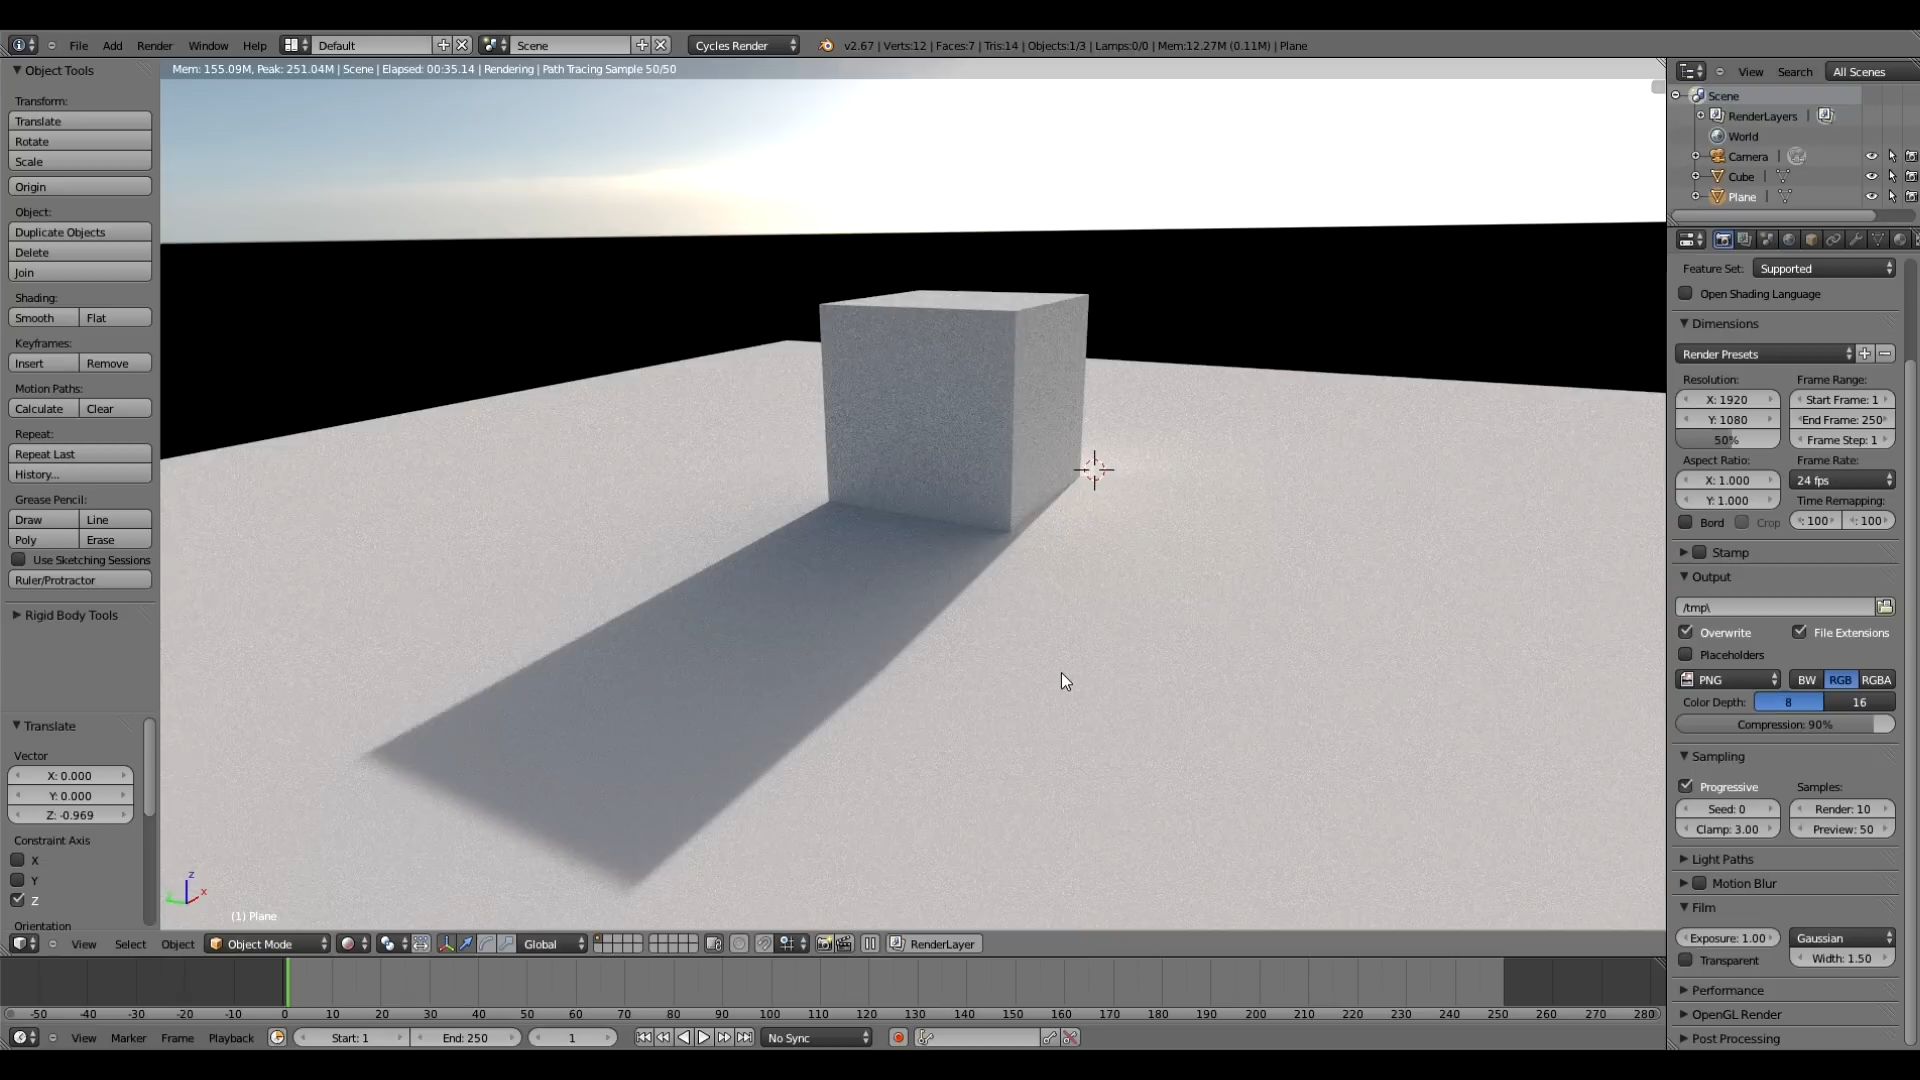 File Add Render Window Help Default Scene Cycles Render v2.67 | Verts:12 | Faces:7 | Tris:14 | Objects:1/3 | Lamps:0/0 | Mem:12.27M (0.11M) | Plane
Mem: 155.09M, Peak: 251.04M | Scene | Elapsed: 00:35.14 | Rendering | Path Tracing Sample 50/50
Object Tools
Transform:
Translate
Rotate
Scale
Origin
Object:
Duplicate Objects
Delete
Join
Shading:
Smooth Flat
Keyframes:
Insert Remove
Motion Paths:
Calculate Clear
Repeat:
Repeat Last
History...
Grease Pencil:
Draw Line
Poly Erase
Use Sketching Sessions
Ruler/Protractor
Rigid Body Tools
Translate
Vector
X: 0.000
Y: 0.000
Z: -0.969
Constraint Axis
X
Y
Z
Orientation
z
x
(1) Plane
View Search All Scenes
Scene
RenderLayers |
World
Camera |
Cube |
Plane |
Feature Set: Supported
Open Shading Language
Dimensions
Render Presets
Resolution: Frame Range:
X: 1920 Start Frame: 1
Y: 1080 End Frame: 250
50% Frame Step: 1
Aspect Ratio: Frame Rate:
X: 1.000 24 fps
Y: 1.000 Time Remapping:
Bord Crop : 100 : 100
Stamp
Output
/tmp\
Overwrite File Extensions
Placeholders
PNG BW RGB RGBA
Color Depth: 8 16
Compression: 90%
Sampling
Progressive Samples:
Seed: 0 Render: 10
Clamp: 3.00 Preview: 50
Light Paths
Motion Blur
Film
Exposure: 1.00 Gaussian
Transparent Width: 1.50
Performance
OpenGL Render
Post Processing
View Select Object Object Mode Global RenderLayer
-50 -40 -30 -20 -10 0 10 20 30 40 50 60 70 80 90 100 110 120 130 140 150 160 170 180 190 200 210 220 230 240 250 260 270 280
View Marker Frame Playback Start: 1 End: 250 1 No Sync